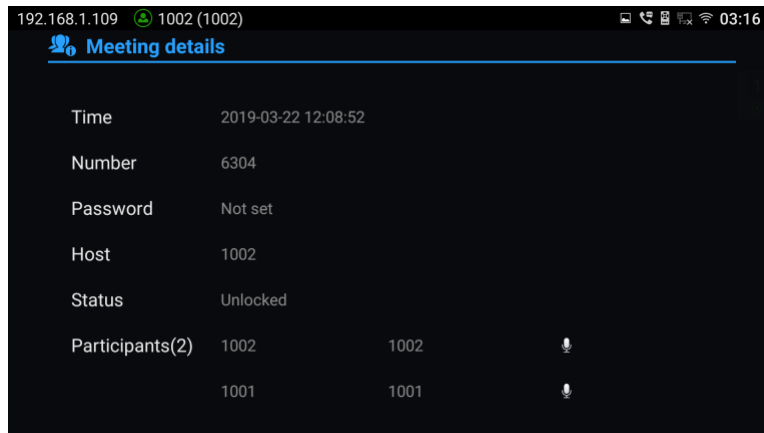 192.168.1.109 1002 (1002) 03:16
Meeting details
Time 2019-03-22 12:08:52
Number 6304
Password Not set
Host 1002
Status Unlocked
Participants(2) 1002 1002
1001 1001